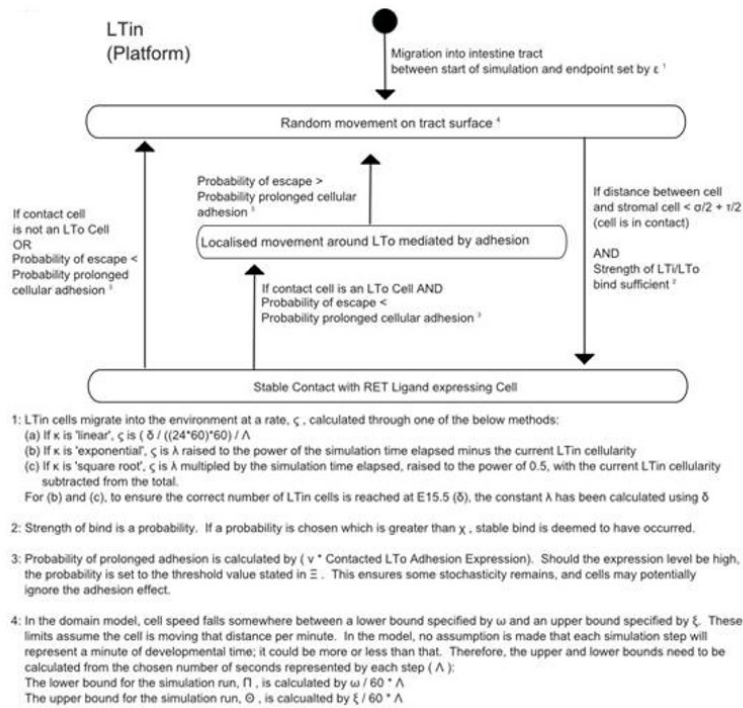 LTin
(Platform)
Migration into intestine tract
between start of simulation and endpoint set by ε ¹
Random movement on tract surface ⁴
Probability of escape >
Probability prolonged cellular
adhesion ³
If contact cell
is not an LTo Cell
OR
Probability of escape <
Probability prolonged
cellular adhesion ³
If distance between cell
and stromal cell < σ/2 + τ/2
(cell is in contact)
AND
Strength of LTi/LTo
bind sufficient ²
Localised movement around LTo mediated by adhesion
If contact cell is an LTo Cell AND
Probability of escape <
Probability prolonged cellular adhesion ³
Stable Contact with RET Ligand expressing Cell
1: LTin cells migrate into the environment at a rate, ς , calculated through one of the below methods:
(a) If κ is 'linear', ς is ( δ / ((24*60)*60) / Λ
(b) If κ is 'exponential', ς is λ raised to the power of the simulation time elapsed minus the current LTin cellularity
(c) If κ is 'square root', ς is λ multiplied by the simulation time elapsed, raised to the power of 0.5, with the current LTin cellularity
subtracted from the total.
For (b) and (c), to ensure the correct number of LTin cells is reached at E15.5 (δ), the constant λ has been calculated using δ
2: Strength of bind is a probability. If a probability is chosen which is greater than χ , stable bind is deemed to have occurred.
3: Probability of prolonged adhesion is calculated by ( ν * Contacted LTo Adhesion Expression). Should the expression level be high,
the probability is set to the threshold value stated in Ξ . This ensures some stochasticity remains, and cells may potentially
ignore the adhesion effect.
4: In the domain model, cell speed falls somewhere between a lower bound specified by ω and an upper bound specified by ξ. These
limits assume the cell is moving that distance per minute. In the model, no assumption is made that each simulation step will
represent a minute of developmental time; it could be more or less than that. Therefore, the upper and lower bounds need to be
calculated from the chosen number of seconds represented by each step ( Λ ):
The lower bound for the simulation run, Π , is calculated by ω / 60 * Λ
The upper bound for the simulation run, Θ , is calcualted by ξ / 60 * Λ